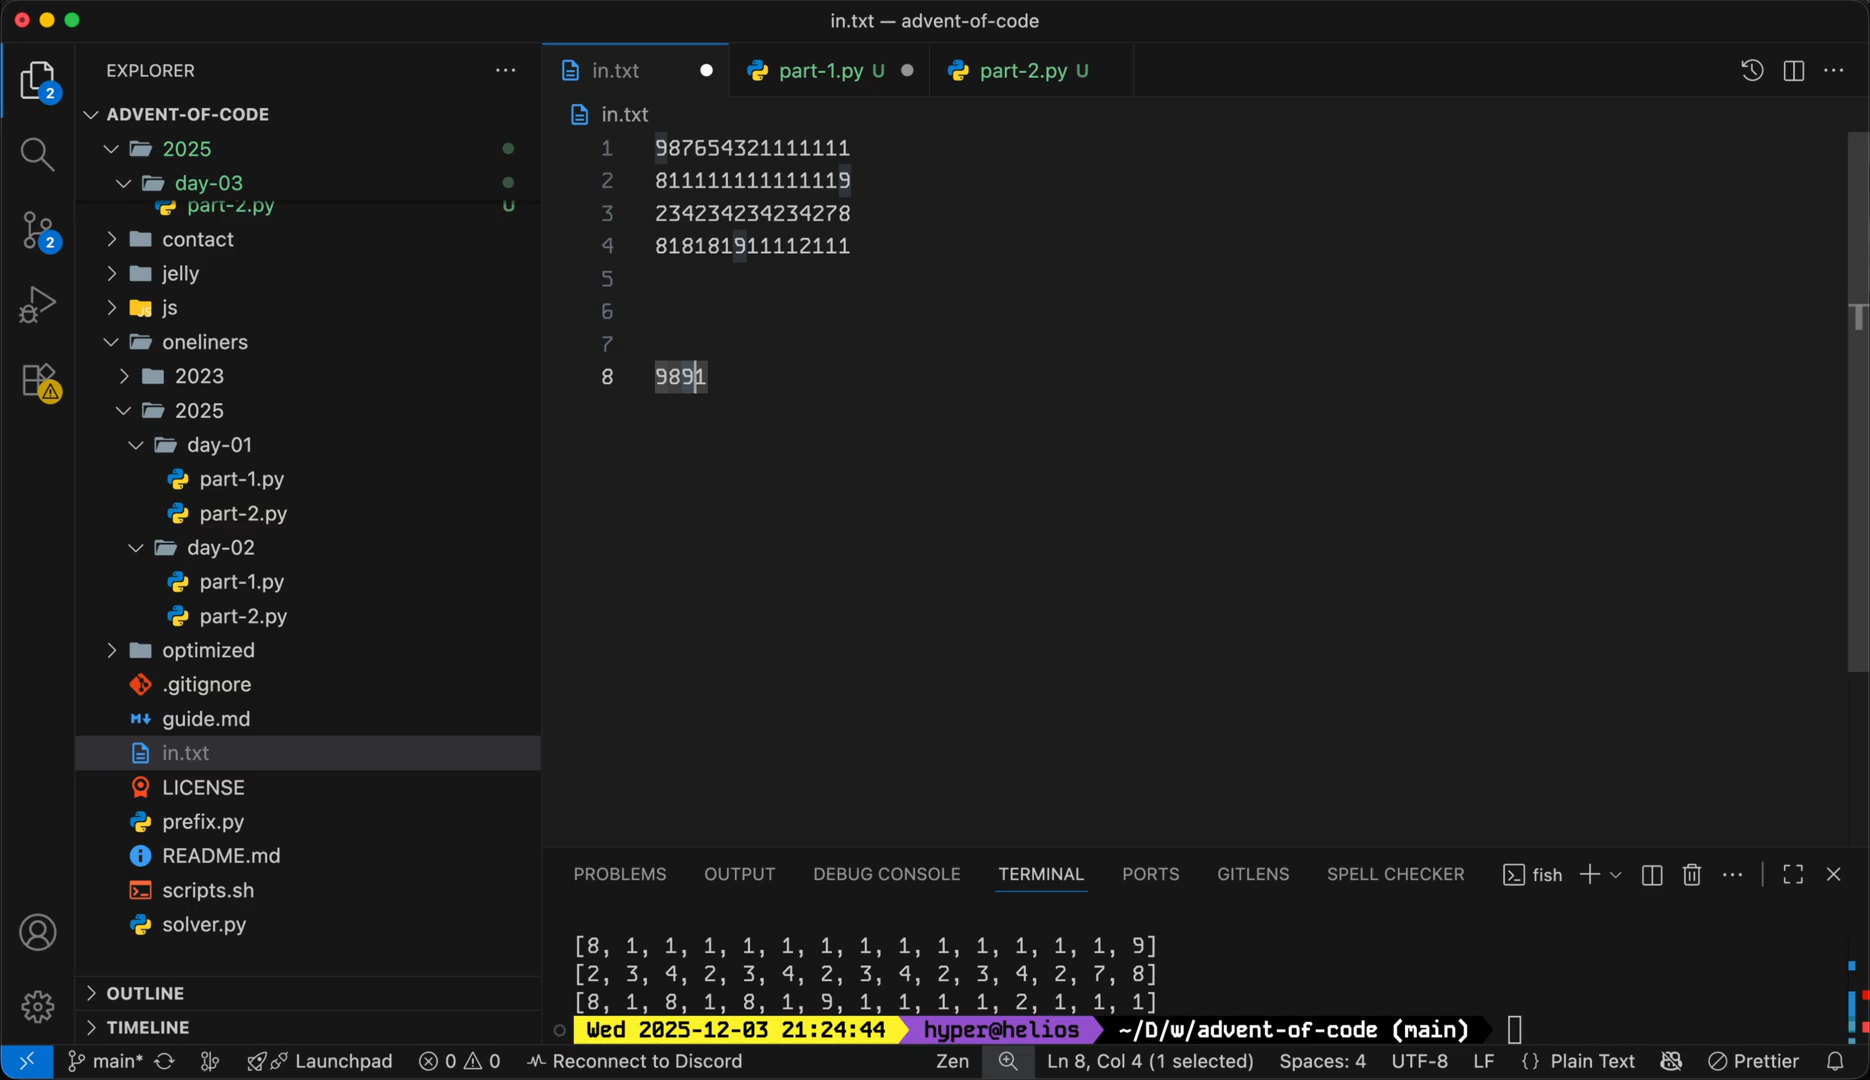 in.txt — advent-of-code
EXPLORER
in.txt
part-1.py U
part-2.py U
2
ADVENT-OF-CODE
2025
day-03
part-2.py U
contact
jelly
js
oneliners
2023
2025
day-01
part-1.py
part-2.py
day-02
part-1.py
part-2.py
optimized
.gitignore
guide.md
in.txt
LICENSE
prefix.py
README.md
scripts.sh
solver.py
OUTLINE
TIMELINE
2
in.txt
1 987654321111111
2 811111111111119
3 234234234234278
4 818181911112111
5
6
7
8 9891
PROBLEMS OUTPUT DEBUG CONSOLE TERMINAL PORTS GITLENS SPELL CHECKER fish
[8, 1, 1, 1, 1, 1, 1, 1, 1, 1, 1, 1, 1, 1, 9]
[2, 3, 4, 2, 3, 4, 2, 3, 4, 2, 3, 4, 2, 7, 8]
[8, 1, 8, 1, 8, 1, 9, 1, 1, 1, 1, 2, 1, 1, 1]
Wed 2025-12-03 21:24:44 hyper@helios ~/D/w/advent-of-code (main)
main* Launchpad 0 0 Reconnect to Discord Zen Ln 8, Col 4 (1 selected) Spaces: 4 UTF-8 LF {} Plain Text Prettier